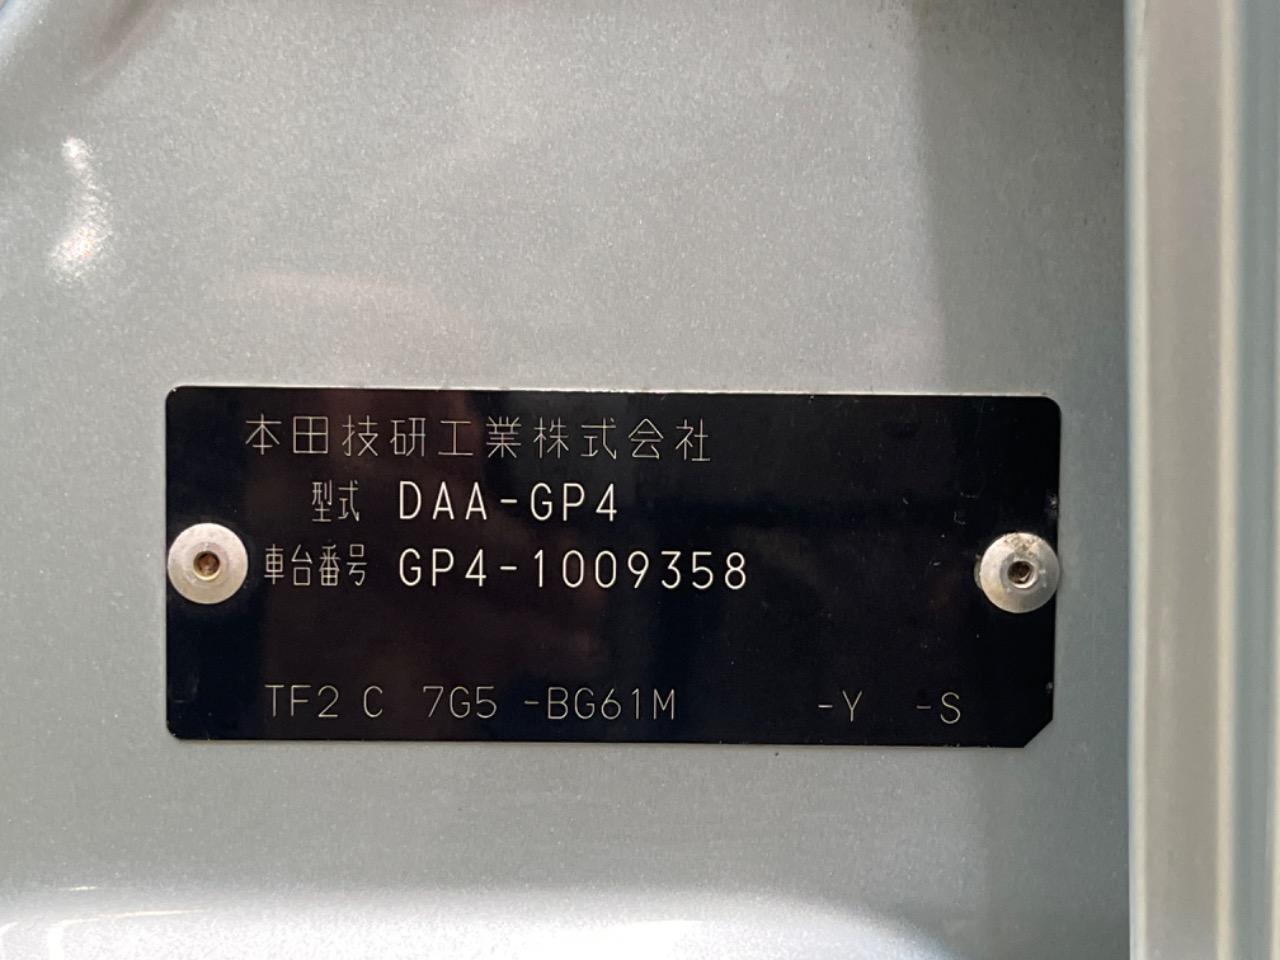 本田技研工業株式会社
型式 DAA-GP4
車台番号 GP4-1009358
TF2 C 7G5 -BG61M -Y -S